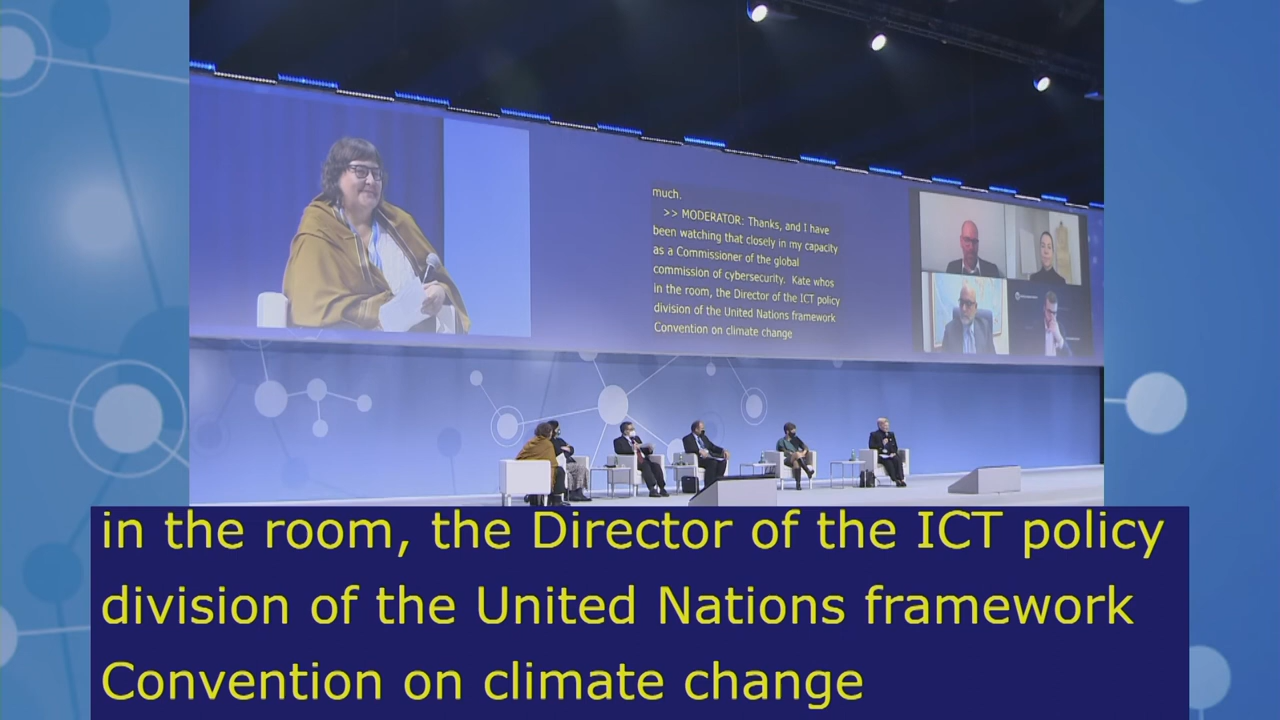 much.
>> MODERATOR: Thanks, and I have
been watching that closely in my capacity
as a Commissioner of the global
commission of cybersecurity. Kate whos
in the room, the Director of the ICT policy
division of the United Nations framework
Convention on climate change
in the room, the Director of the ICT policy
division of the United Nations framework
Convention on climate change